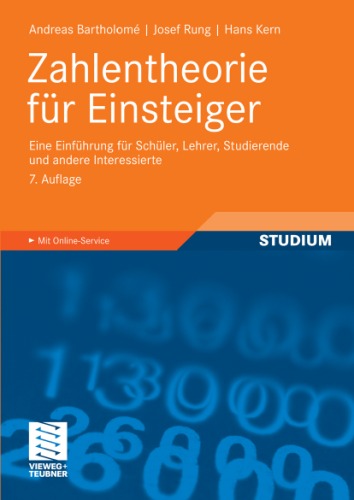 Andreas Bartholomé | Josef Rung | Hans Kern
Zahlentheorie
für Einsteiger
Eine Einführung für Schüler, Lehrer, Studierende
und andere Interessierte
7. Auflage
▸ Mit Online-Service
STUDIUM
VIEWEG+
TEUBNER